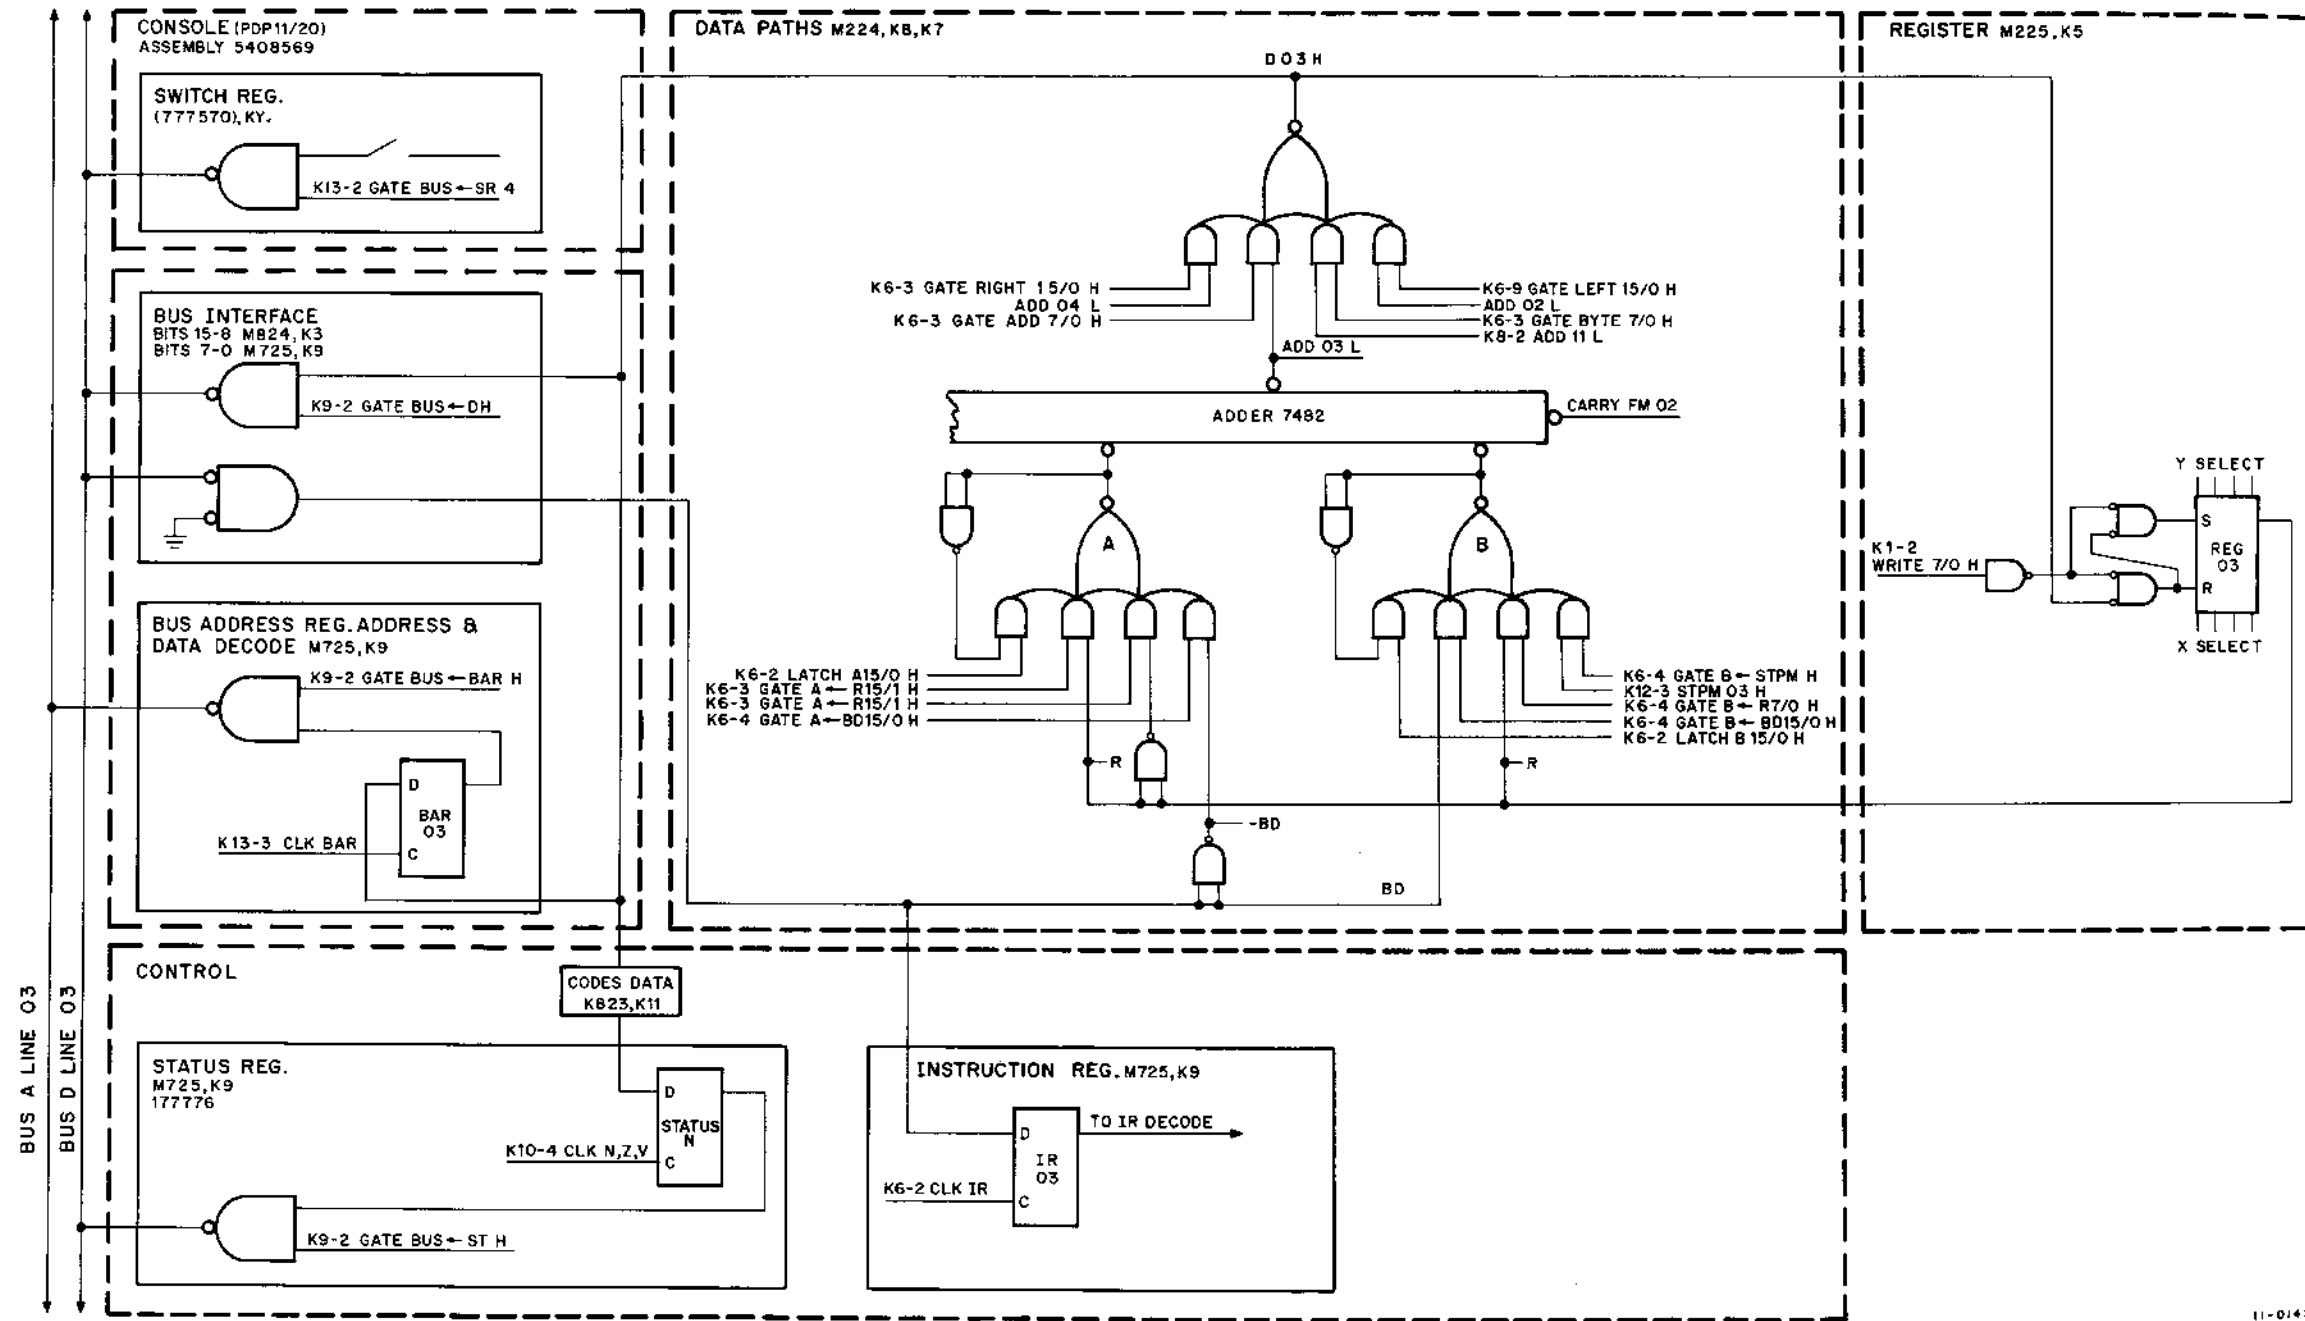 CONSOLE (PDP11/20)
ASSEMBLY 5408569
SWITCH REG.
(777570), KY.
K13-2 GATE BUS←SR 4
BUS INTERFACE
BITS 15-8 M824, K3
BITS 7-0 M725, K9
K9-2 GATE BUS←DH
BUS ADDRESS REG. ADDRESS &
DATA DECODE M725, K9
K9-2 GATE BUS←BAR H
D
BAR
03
K13-3 CLK BAR
C
DATA PATHS M224, K8, K7
D03H
K6-3 GATE RIGHT 15/0 H
ADD 04 L
K6-3 GATE ADD 7/0 H
K6-9 GATE LEFT 15/0 H
ADD 02 L
K6-3 GATE BYTE 7/0 H
K8-2 ADD 11 L
ADD 03 L
ADDER 7482
CARRY FM 02
A
B
K6-2 LATCH A15/0 H
K6-3 GATE A←R15/1 H
K6-3 GATE A←R15/1 H
K6-4 GATE A←BD15/0 H
K6-4 GATE B←STPM H
K12-3 STPM 03 H
K6-4 GATE B←R7/0 H
K6-4 GATE B←BD15/0 H
K6-2 LATCH B 15/0 H
R
R
-BD
BD
REGISTER M225, K5
Y SELECT
K1-2
WRITE 7/0 H
S
REG
03
R
X SELECT
CONTROL
CODES DATA
K823, K11
STATUS REG.
M725, K9
177776
D
STATUS
N
K10-4 CLK N,Z,V
C
K9-2 GATE BUS←ST H
INSTRUCTION REG. M725, K9
D
TO IR DECODE
IR
03
K6-2 CLK IR
C
BUS A LINE 03
BUS D LINE 03